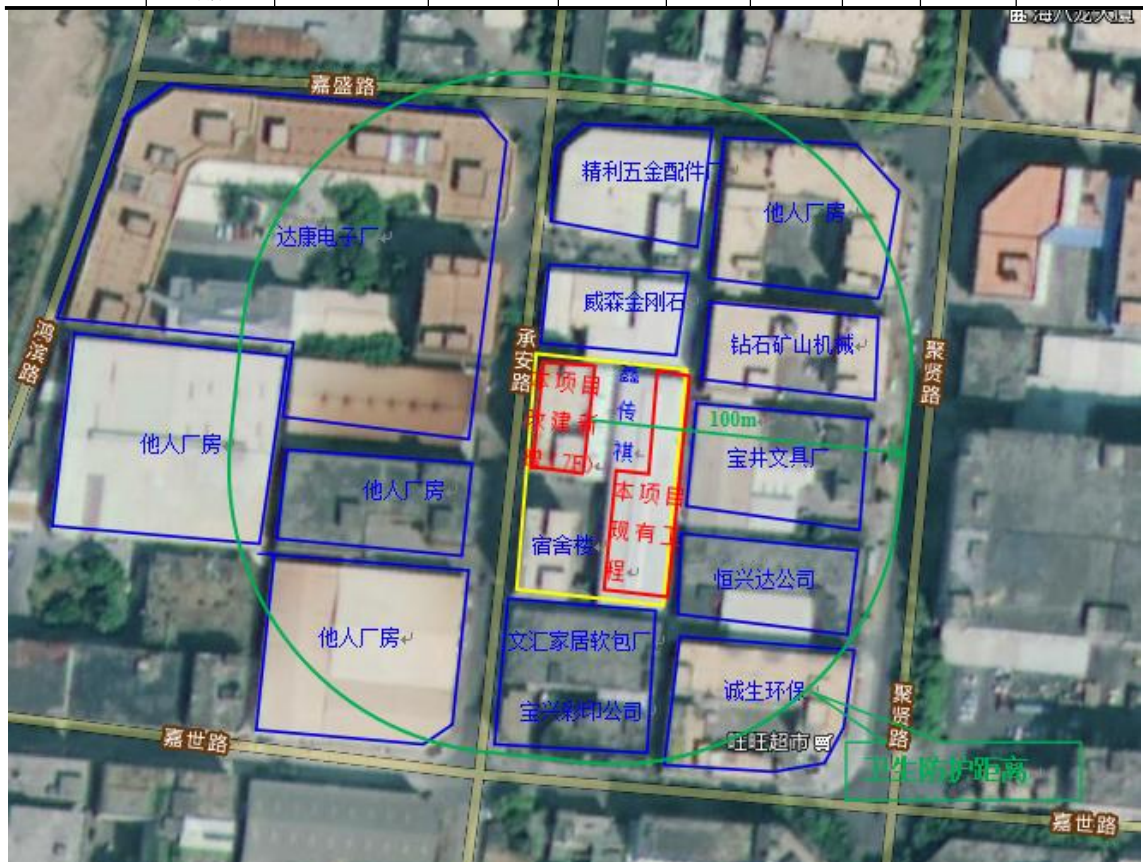 嘉盛路
精利五金配件厂
他人厂房
达康电子厂
威森金刚石
钻石矿山机械
鸿滨路
承安路
聚贤路
鑫传祺
本项目
改建新
100m
宝井文具厂
他人厂房
他人厂房
本项目
现有工
程
宿舍楼
恒兴达公司
他人厂房
文汇家居软包厂
诚生环保
宝兴彩印公司
聚贤路
旺旺超市
嘉世路
卫生防护距离
嘉世路